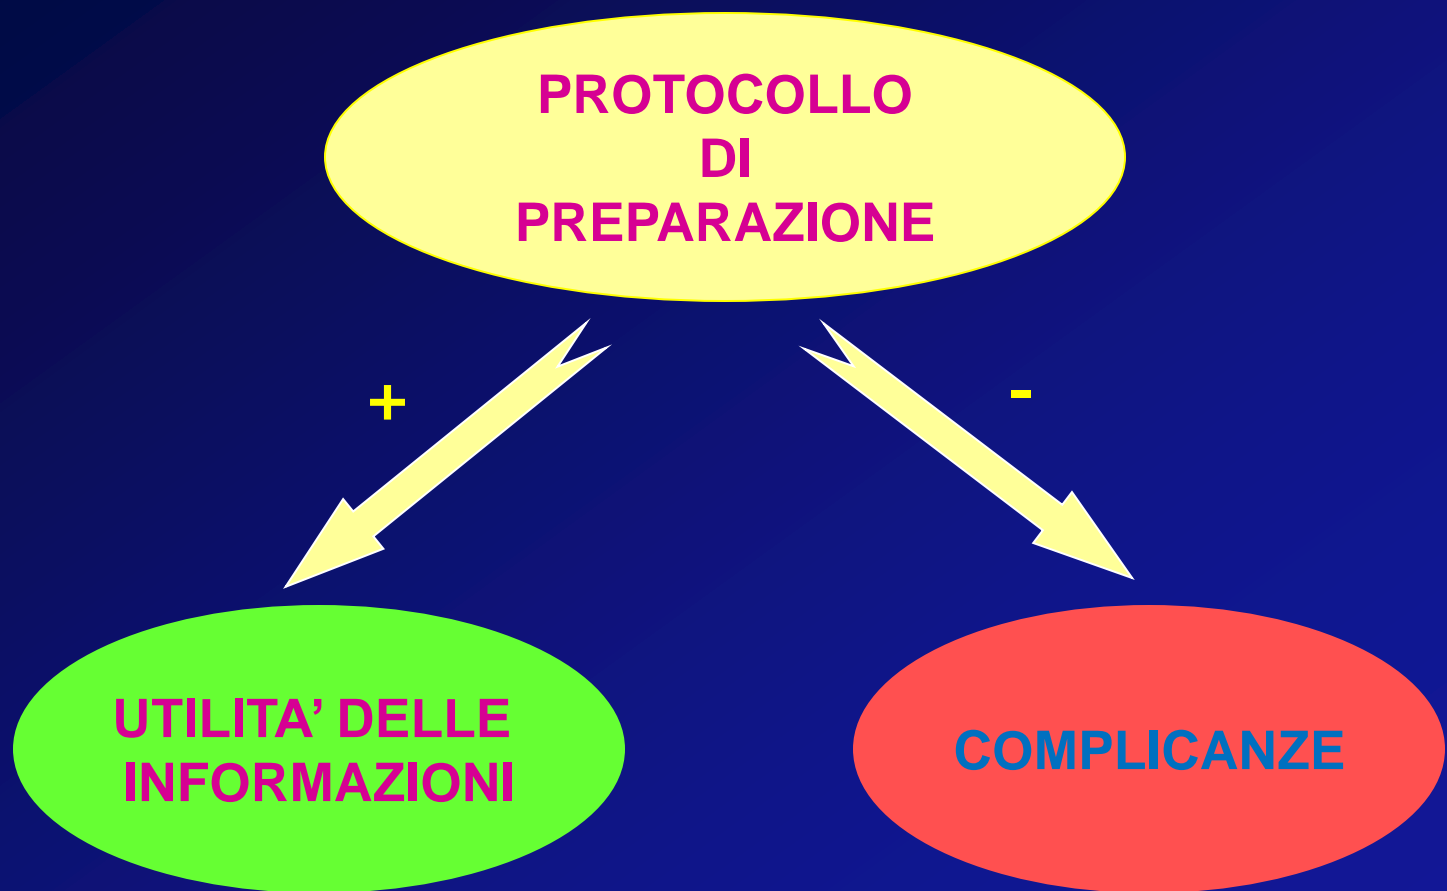 PROTOCOLLO
DI
PREPARAZIONE
+
-
UTILITA’ DELLE
INFORMAZIONI
COMPLICANZE